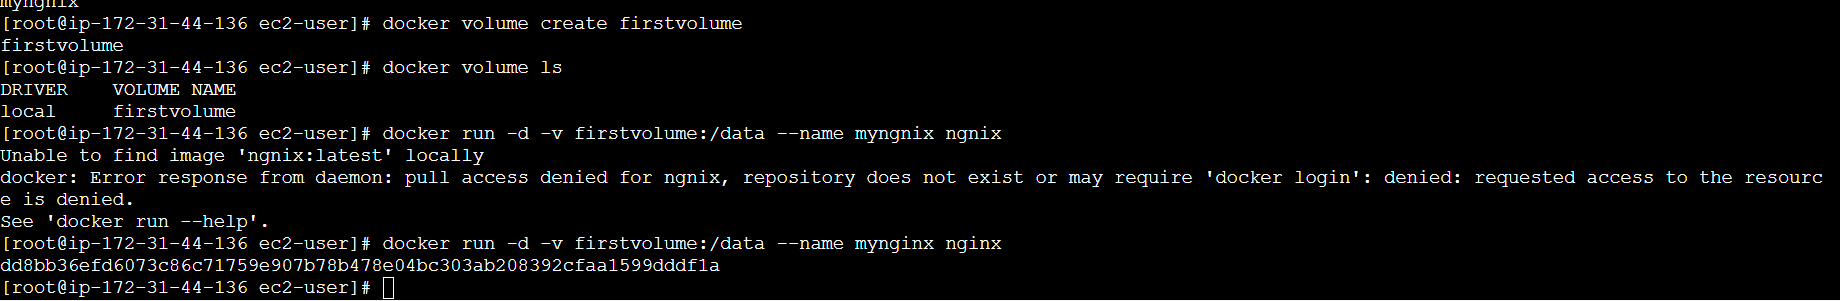 myngnix
[root@ip-172-31-44-136 ec2-user]# docker volume create firstvolume
firstvolume
[root@ip-172-31-44-136 ec2-user]# docker volume ls
DRIVER    VOLUME NAME
local     firstvolume
[root@ip-172-31-44-136 ec2-user]# docker run -d -v firstvolume:/data --name myngnix ngnix
Unable to find image 'ngnix:latest' locally
docker: Error response from daemon: pull access denied for ngnix, repository does not exist or may require 'docker login': denied: requested access to the resourc
e is denied.
See 'docker run --help'.
[root@ip-172-31-44-136 ec2-user]# docker run -d -v firstvolume:/data --name mynginx nginx
dd8bb36efd6073c86c71759e907b78b478e04bc303ab208392cfaa1599dddf1a
[root@ip-172-31-44-136 ec2-user]#